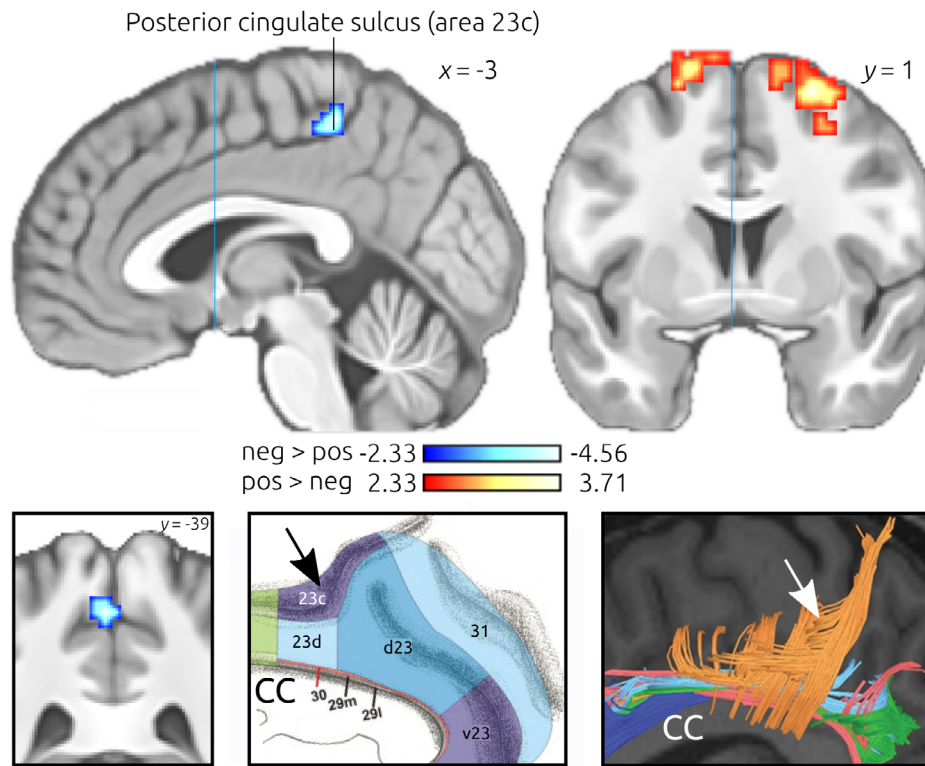 Posterior cingulate sulcus (area 23c)
x = -3
y = 1
neg > pos -2.33 -4.56
pos > neg 2.33 3.71
y = -39
23c
23d
d23
31
CC
30
29m
29l
v23
CC